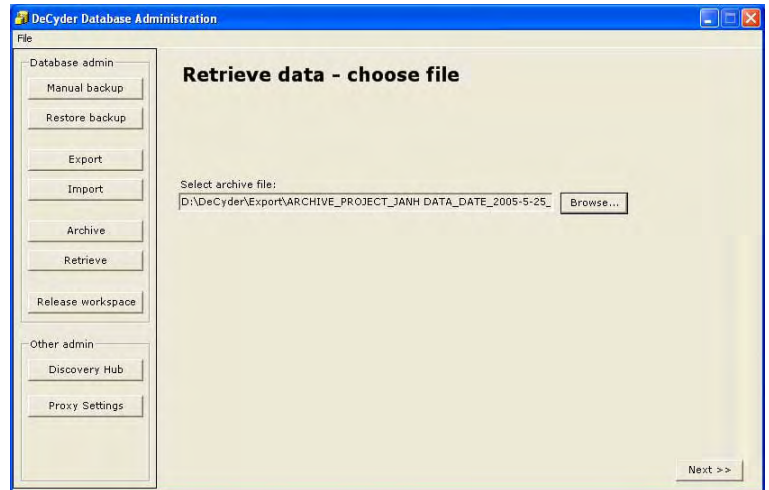 DeCyder Database Administration
File
Database admin
Manual backup
Restore backup
Export
Import
Archive
Retrieve
Release workspace
Other admin
Discovery Hub
Proxy Settings
Retrieve data - choose file
Select archive file:
D:\DeCyder\Export\ARCHIVE_PROJECT_JANH DATA_DATE_2005-5-25_
Browse...
Next >>